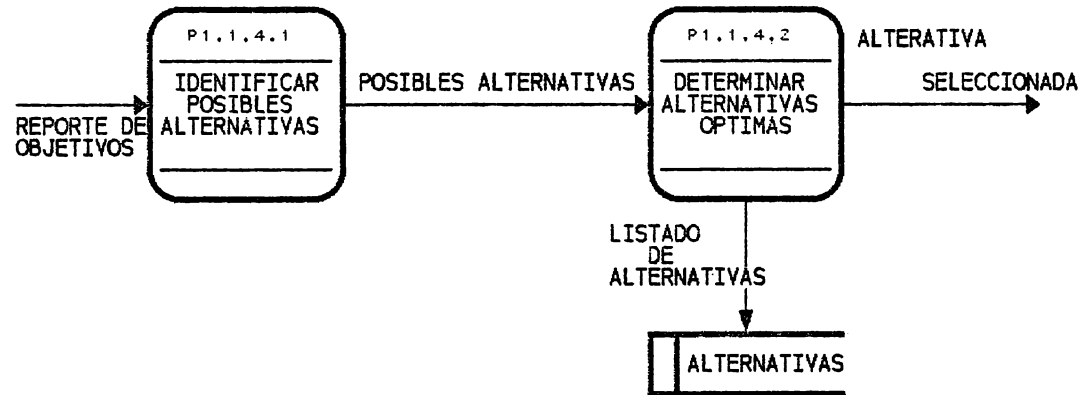 P1.1.4.1
IDENTIFICAR
POSIBLES
ALTERNATIVAS
REPORTE DE
OBJETIVOS
POSIBLES ALTERNATIVAS
P1.1.4.2
DETERMINAR
ALTERNATIVAS
OPTIMAS
ALTERATIVA
SELECCIONADA
LISTADO
DE
ALTERNATIVAS
ALTERNATIVAS